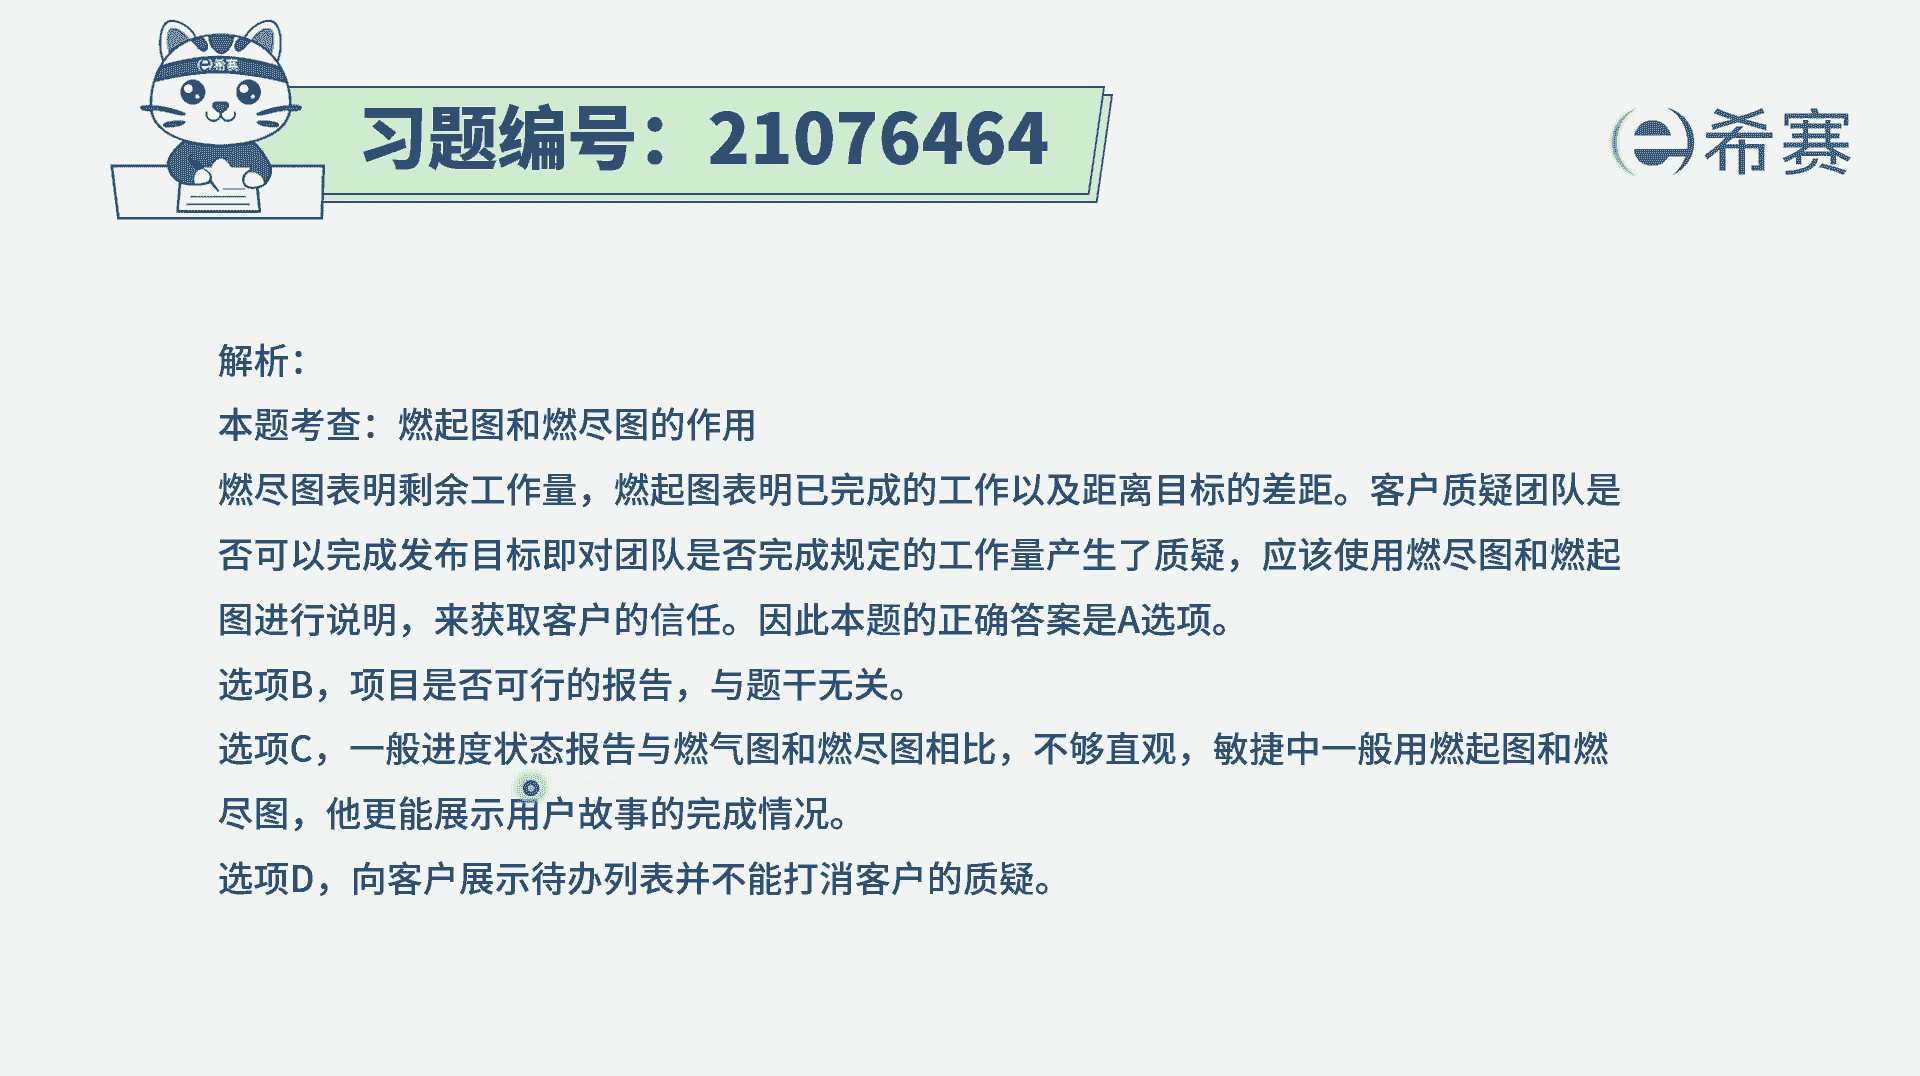 e希赛
习题编号：21076464
e希赛
解析：
本题考查：燃起图和燃尽图的作用
燃尽图表明剩余工作量，燃起图表明已完成的工作以及距离目标的差距。客户质疑团队是
否可以完成发布目标即对团队是否完成规定的工作量产生了质疑，应该使用燃尽图和燃起
图进行说明，来获取客户的信任。因此本题的正确答案是A选项。
选项B，项目是否可行的报告，与题干无关。
选项C，一般进度状态报告与燃气图和燃尽图相比，不够直观，敏捷中一般用燃起图和燃
尽图，他更能展示用户故事的完成情况。
选项D，向客户展示待办列表并不能打消客户的质疑。